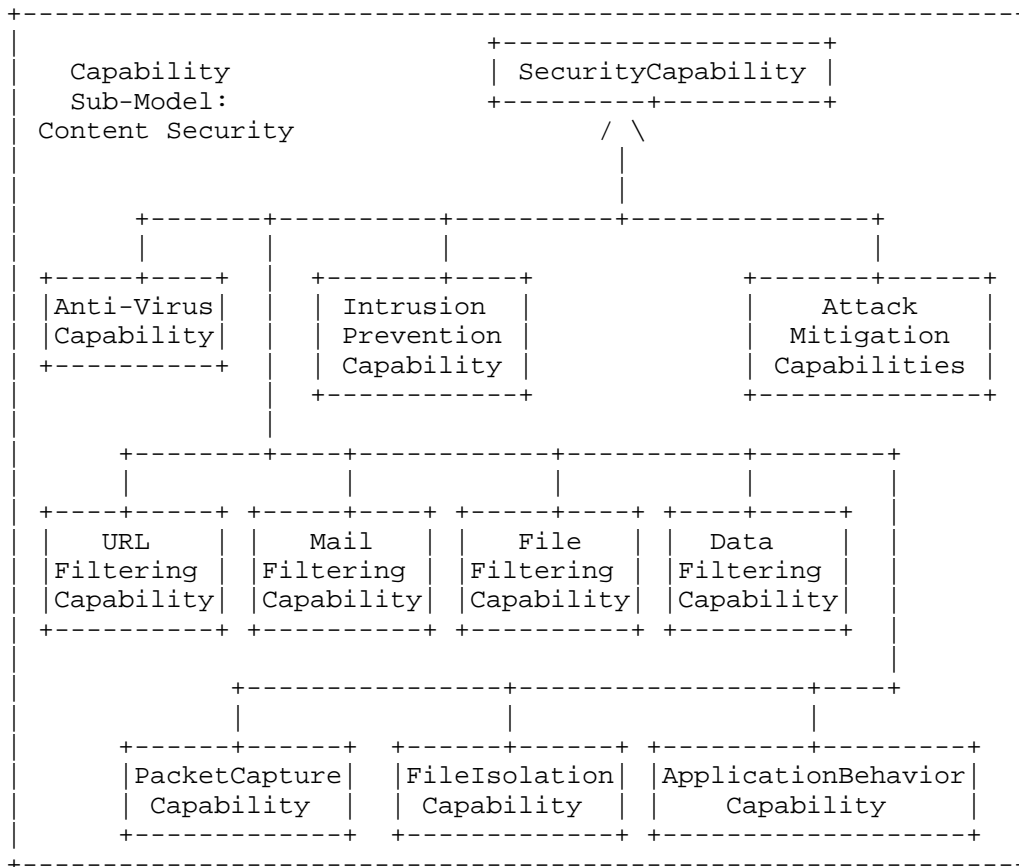 SecurityCapability
Capability
Sub-Model:
Content Security
Anti-Virus
Capability
Intrusion
Prevention
Capability
Attack
Mitigation
Capabilities
URL
Filtering
Capability
Mail
Filtering
Capability
File
Filtering
Capability
Data
Filtering
Capability
PacketCapture
Capability
FileIsolation
Capability
ApplicationBehavior
Capability